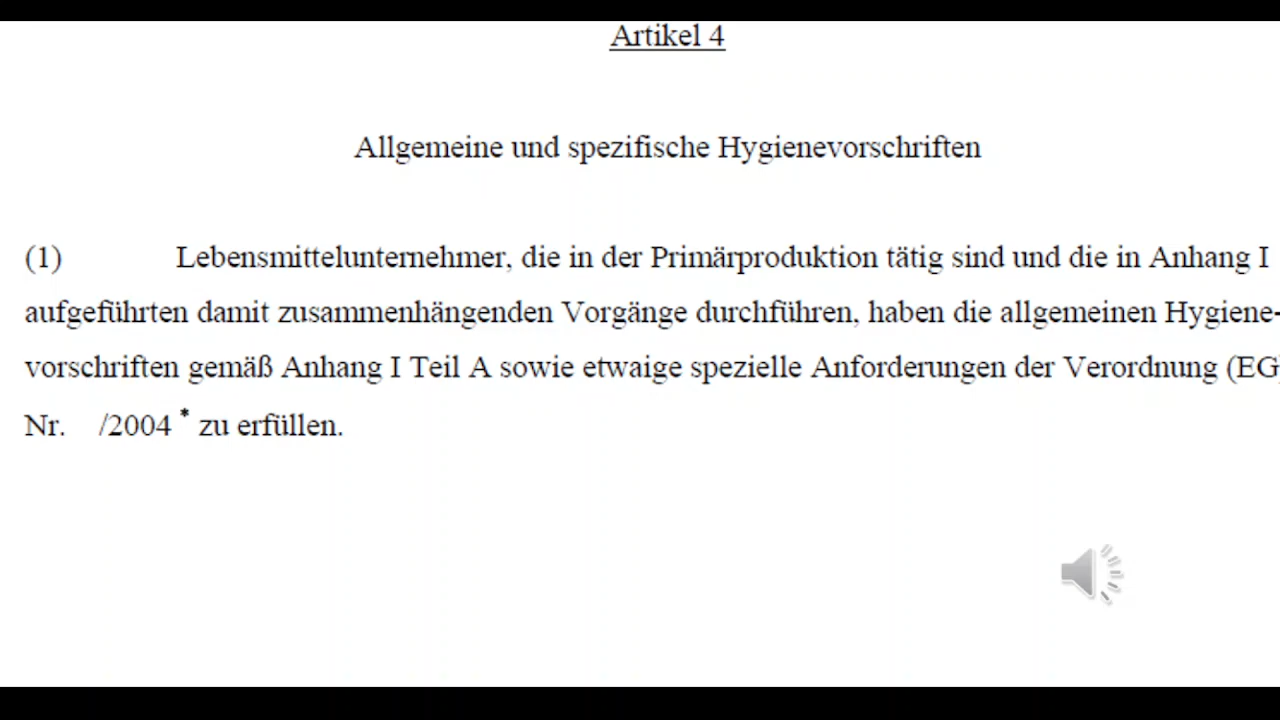 Artikel 4
Allgemeine und spezifische Hygienevorschriften
(1) Lebensmittelunternehmer, die in der Primärproduktion tätig sind und die in Anhang I
aufgeführten damit zusammenhängenden Vorgänge durchführen, haben die allgemeinen Hygiene-
vorschriften gemäß Anhang I Teil A sowie etwaige spezielle Anforderungen der Verordnung (EG)
Nr. /2004 * zu erfüllen.